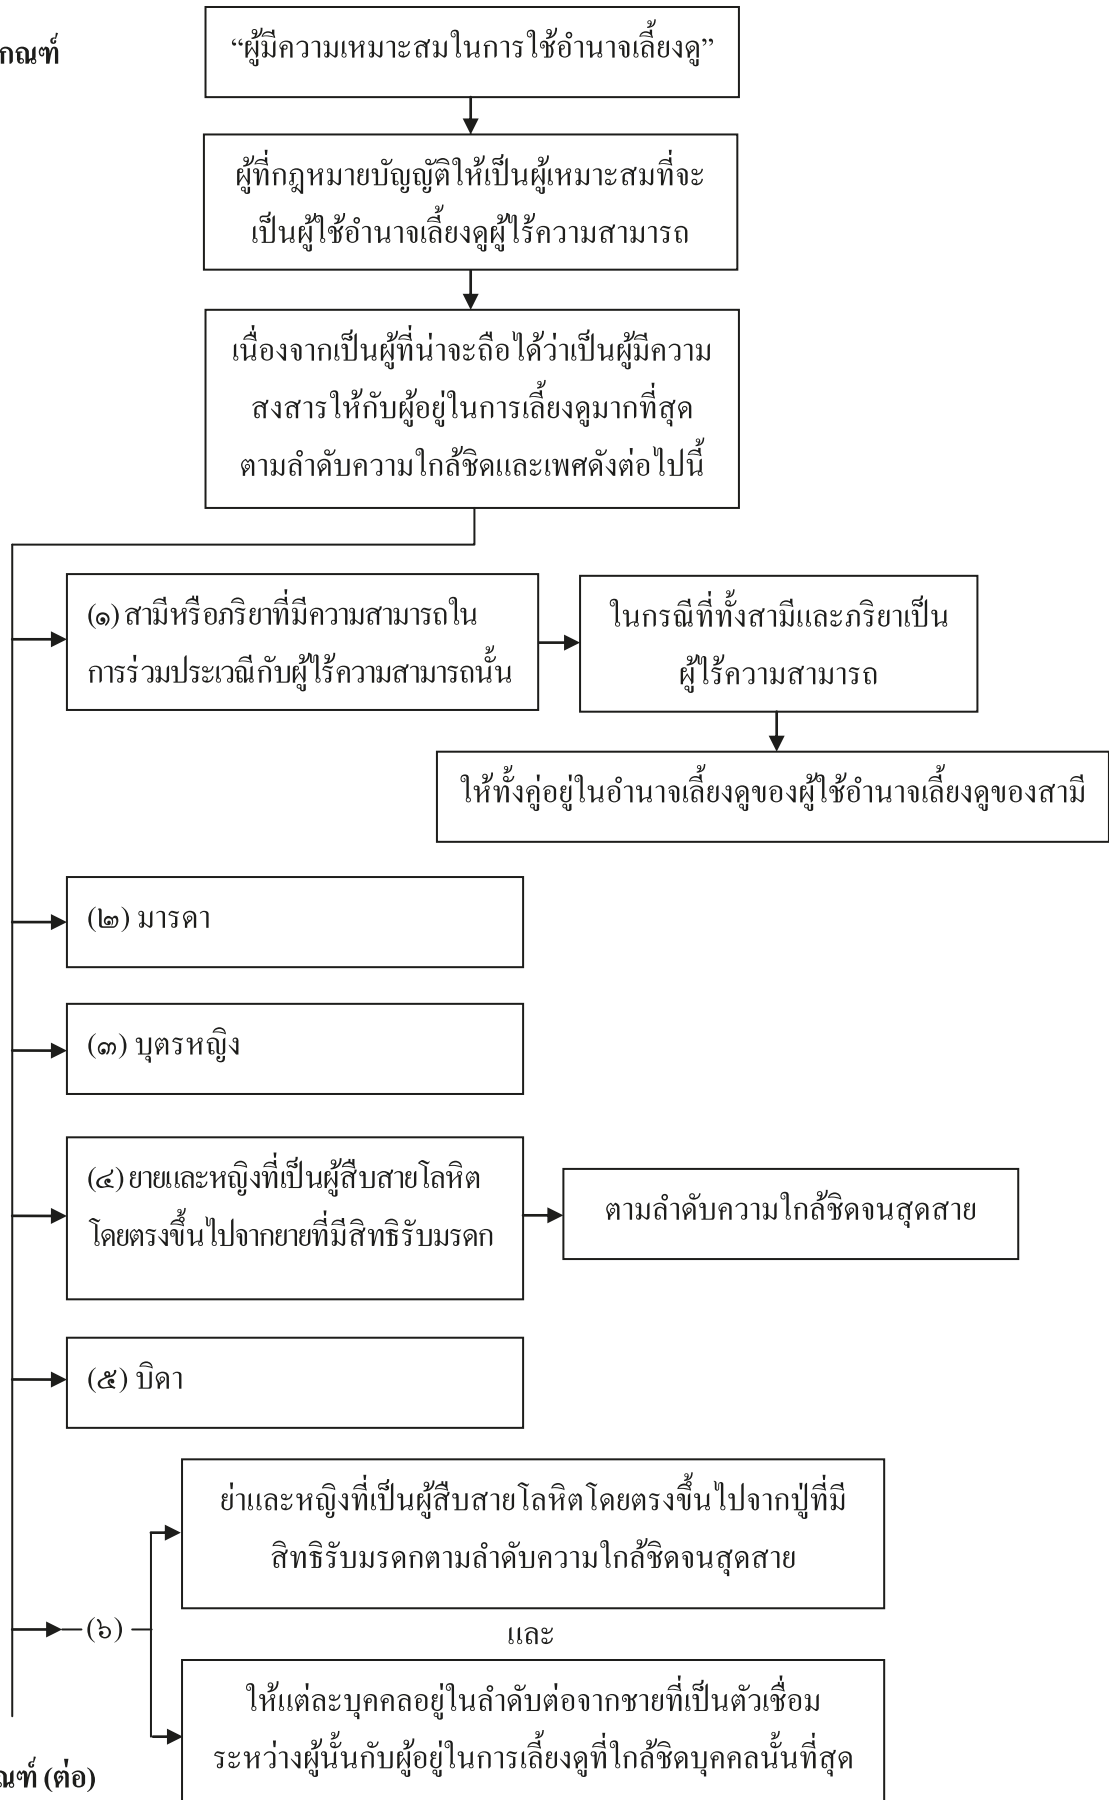 กณฑ์
“ผู้มีความเหมาะสมในการใช้อำนาจเลี้ยงดู”
ผู้ที่กฎหมายบัญญัติให้เป็นผู้เหมาะสมที่จะ
เป็นผู้ใช้อำนาจเลี้ยงดูผู้ไร้ความสามารถ
เนื่องจากเป็นผู้ที่น่าจะถือได้ว่าเป็นผู้มีความ
สงสารให้กับผู้อยู่ในการเลี้ยงดูมากที่สุด
ตามลำดับความใกล้ชิดและเพศดังต่อไปนี้
(๑) สามีหรือภริยาที่มีความสามารถใน
การร่วมประเวณีกับผู้ไร้ความสามารถนั้น
ในกรณีที่ทั้งสามีและภริยาเป็น
ผู้ไร้ความสามารถ
ให้ทั้งคู่อยู่ในอำนาจเลี้ยงดูของผู้ใช้อำนาจเลี้ยงดูของสามี
(๒) มารดา
(๓) บุตรหญิง
(๔) ยายและหญิงที่เป็นผู้สืบสายโลหิต
โดยตรงขึ้นไปจากยายที่มีสิทธิรับมรดก
ตามลำดับความใกล้ชิดจนสุดสาย
(๕) บิดา
ย่าและหญิงที่เป็นผู้สืบสายโลหิตโดยตรงขึ้นไปจากปู่ที่มี
สิทธิรับมรดกตามลำดับความใกล้ชิดจนสุดสาย
(๖)
และ
ให้แต่ละบุคคลอยู่ในลำดับต่อจากชายที่เป็นตัวเชื่อม
ระหว่างผู้นั้นกับผู้อยู่ในการเลี้ยงดูที่ใกล้ชิดบุคคลนั้นที่สุด
ณฑ์ (ต่อ)